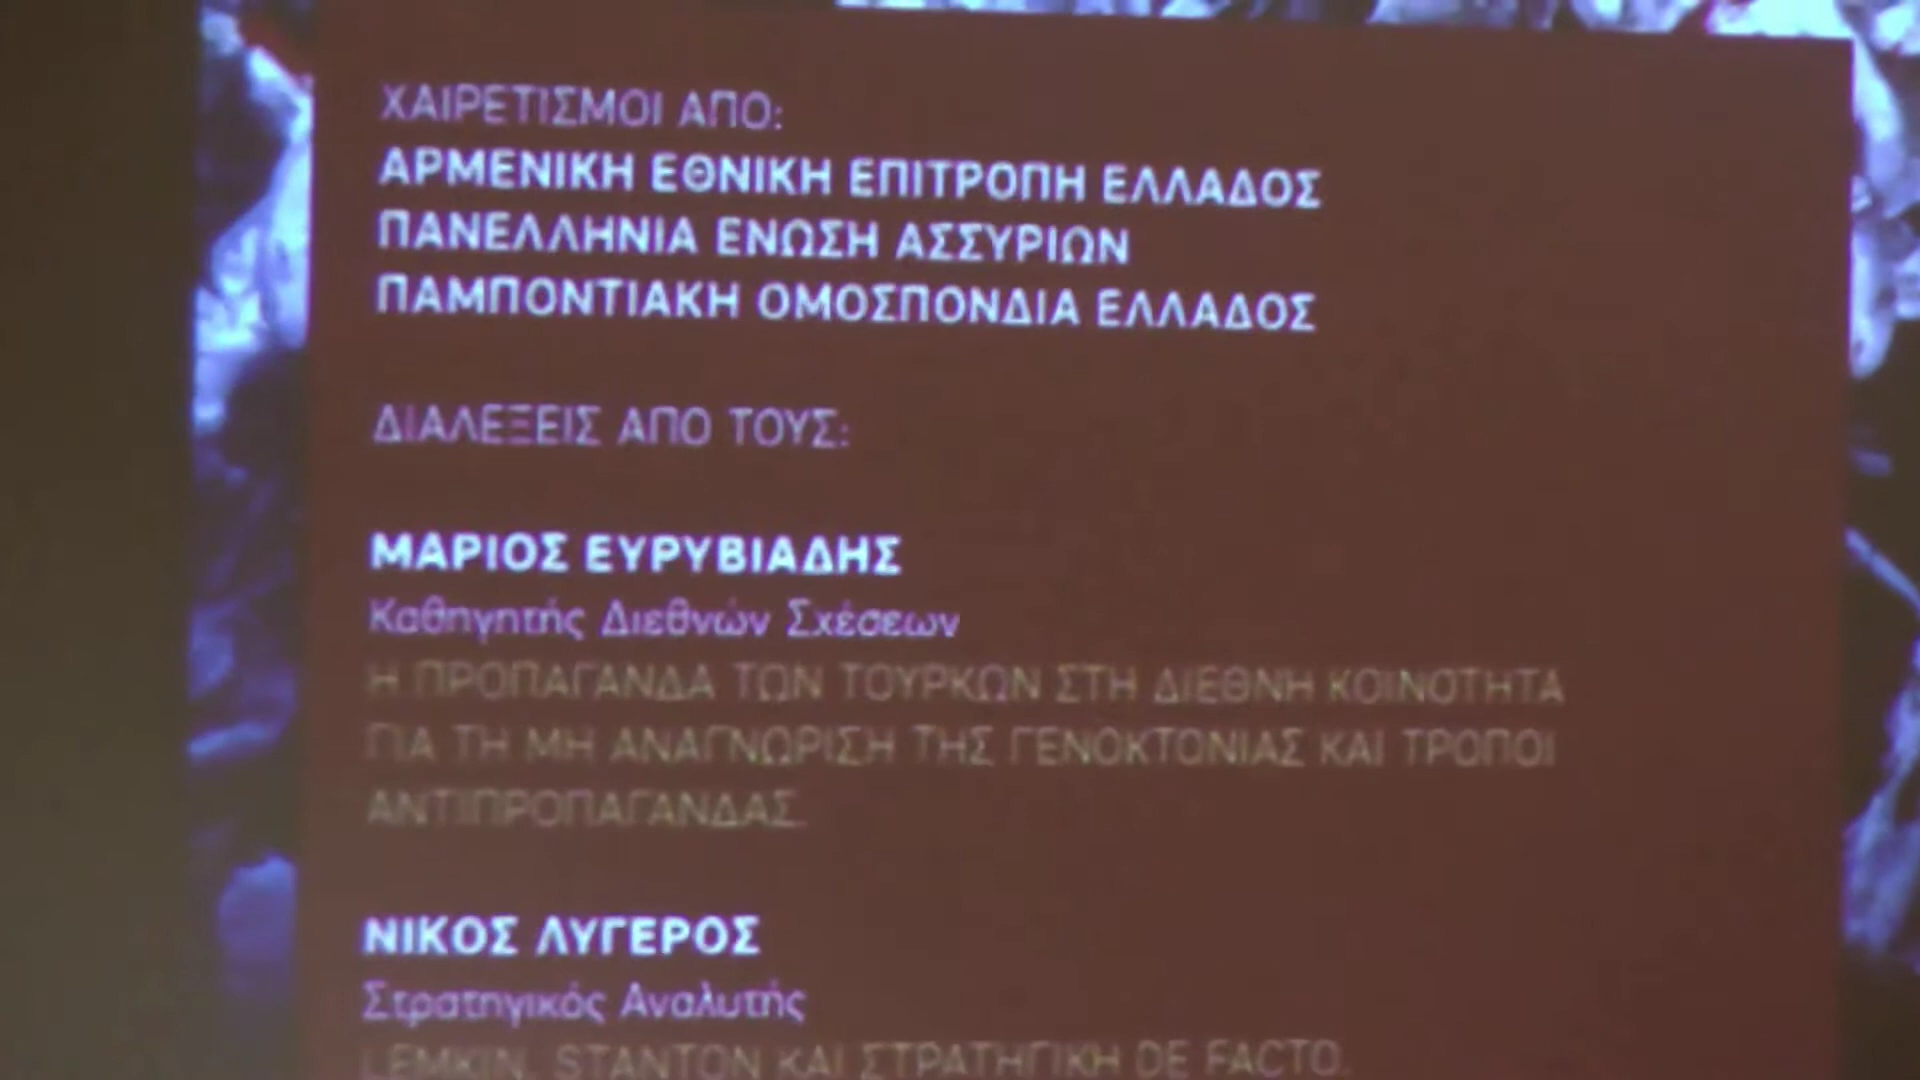 ΧΑΙΡΕΤΙΣΜΟΙ ΑΠΟ:
ΑΡΜΕΝΙΚΗ ΕΘΝΙΚΗ ΕΠΙΤΡΟΠΗ ΕΛΛΑΔΟΣ
ΠΑΝΕΛΛΗΝΙΑ ΕΝΩΣΗ ΑΣΣΥΡΙΩΝ
ΠΑΜΠΟΝΤΙΑΚΗ ΟΜΟΣΠΟΝΔΙΑ ΕΛΛΑΔΟΣ
ΔΙΑΛΕΞΕΙΣ ΑΠΟ ΤΟΥΣ:
ΜΑΡΙΟΣ ΕΥΡΥΒΙΑΔΗΣ
Καθηγητής Διεθνών Σχέσεων
Η ΠΡΟΠΑΓΑΝΔΑ ΤΩΝ ΤΟΥΡΚΩΝ ΣΤΗ ΔΙΕΘΝΗ ΚΟΙΝΟΤΗΤΑ
ΓΙΑ ΤΗ ΜΗ ΑΝΑΓΝΩΡΙΣΗ ΤΗΣ ΓΕΝΟΚΤΟΝΙΑΣ ΚΑΙ ΤΡΟΠΟΙ
ΑΝΤΙΠΡΟΠΑΓΑΝΔΑΣ.
ΝΙΚΟΣ ΛΥΓΕΡΟΣ
Στρατηγικός Αναλυτής
LEMKIN, STANTON ΚΑΙ ΣΤΡΑΤΗΓΙΚΗ DE FACTO.